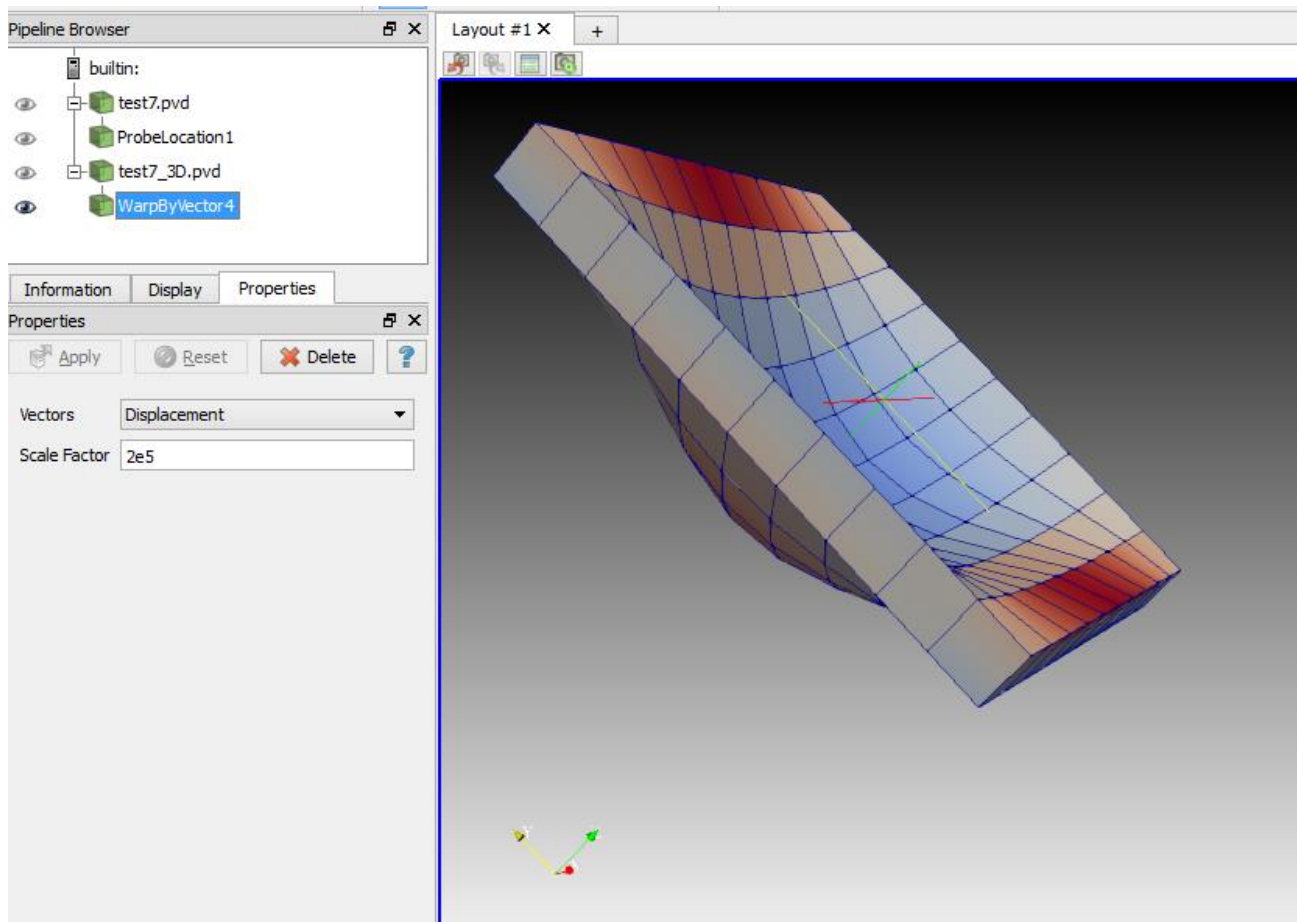 Pipeline Browser
builtin:
test7.pvd
ProbeLocation1
test7_3D.pvd
WarpByVector4
Information Display Properties
Properties
Apply Reset Delete ?
Vectors Displacement
Scale Factor 2e5
Layout #1 +